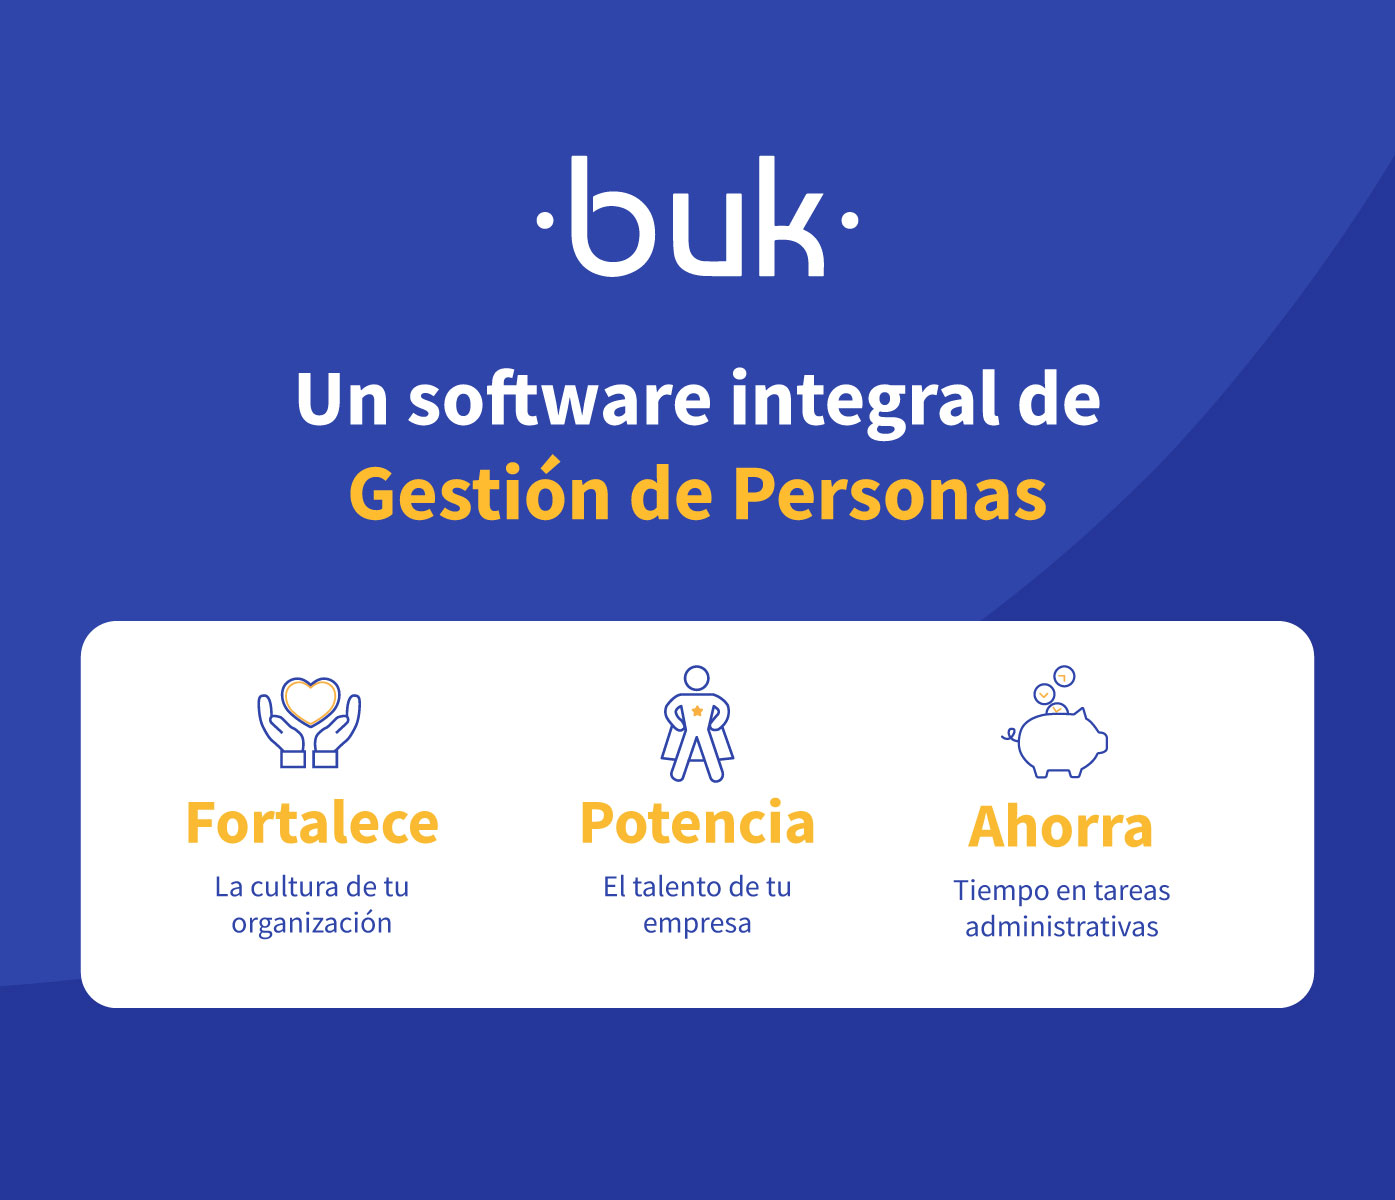 ·buk·
Un software integral de
Gestión de Personas
Fortalece
La cultura de tu
organización
Potencia
El talento de tu
empresa
Ahorra
Tiempo en tareas
administrativas